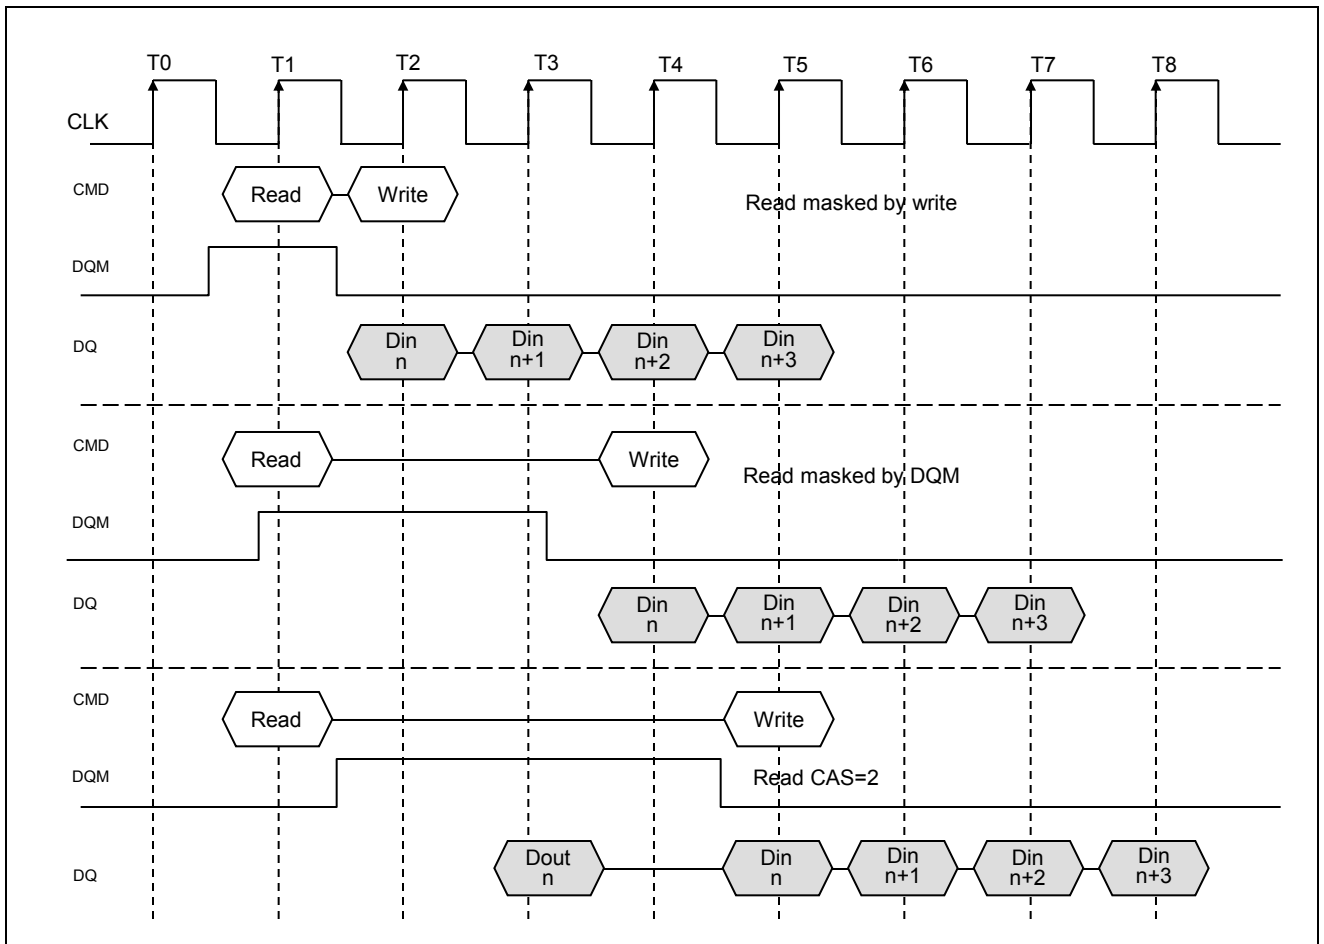 T0 T1 T2 T3 T4 T5 T6 T7 T8
CLK
CMD Read Write Read masked by write
DQM
DQ Din Din Din Din
n n+1 n+2 n+3
CMD Read Write
Read masked by DQM
DQM
DQ Din Din Din Din
n n+1 n+2 n+3
CMD
Read Write
DQM Read CAS=2
DQ Dout Din Din Din Din
n n n+1 n+2 n+3